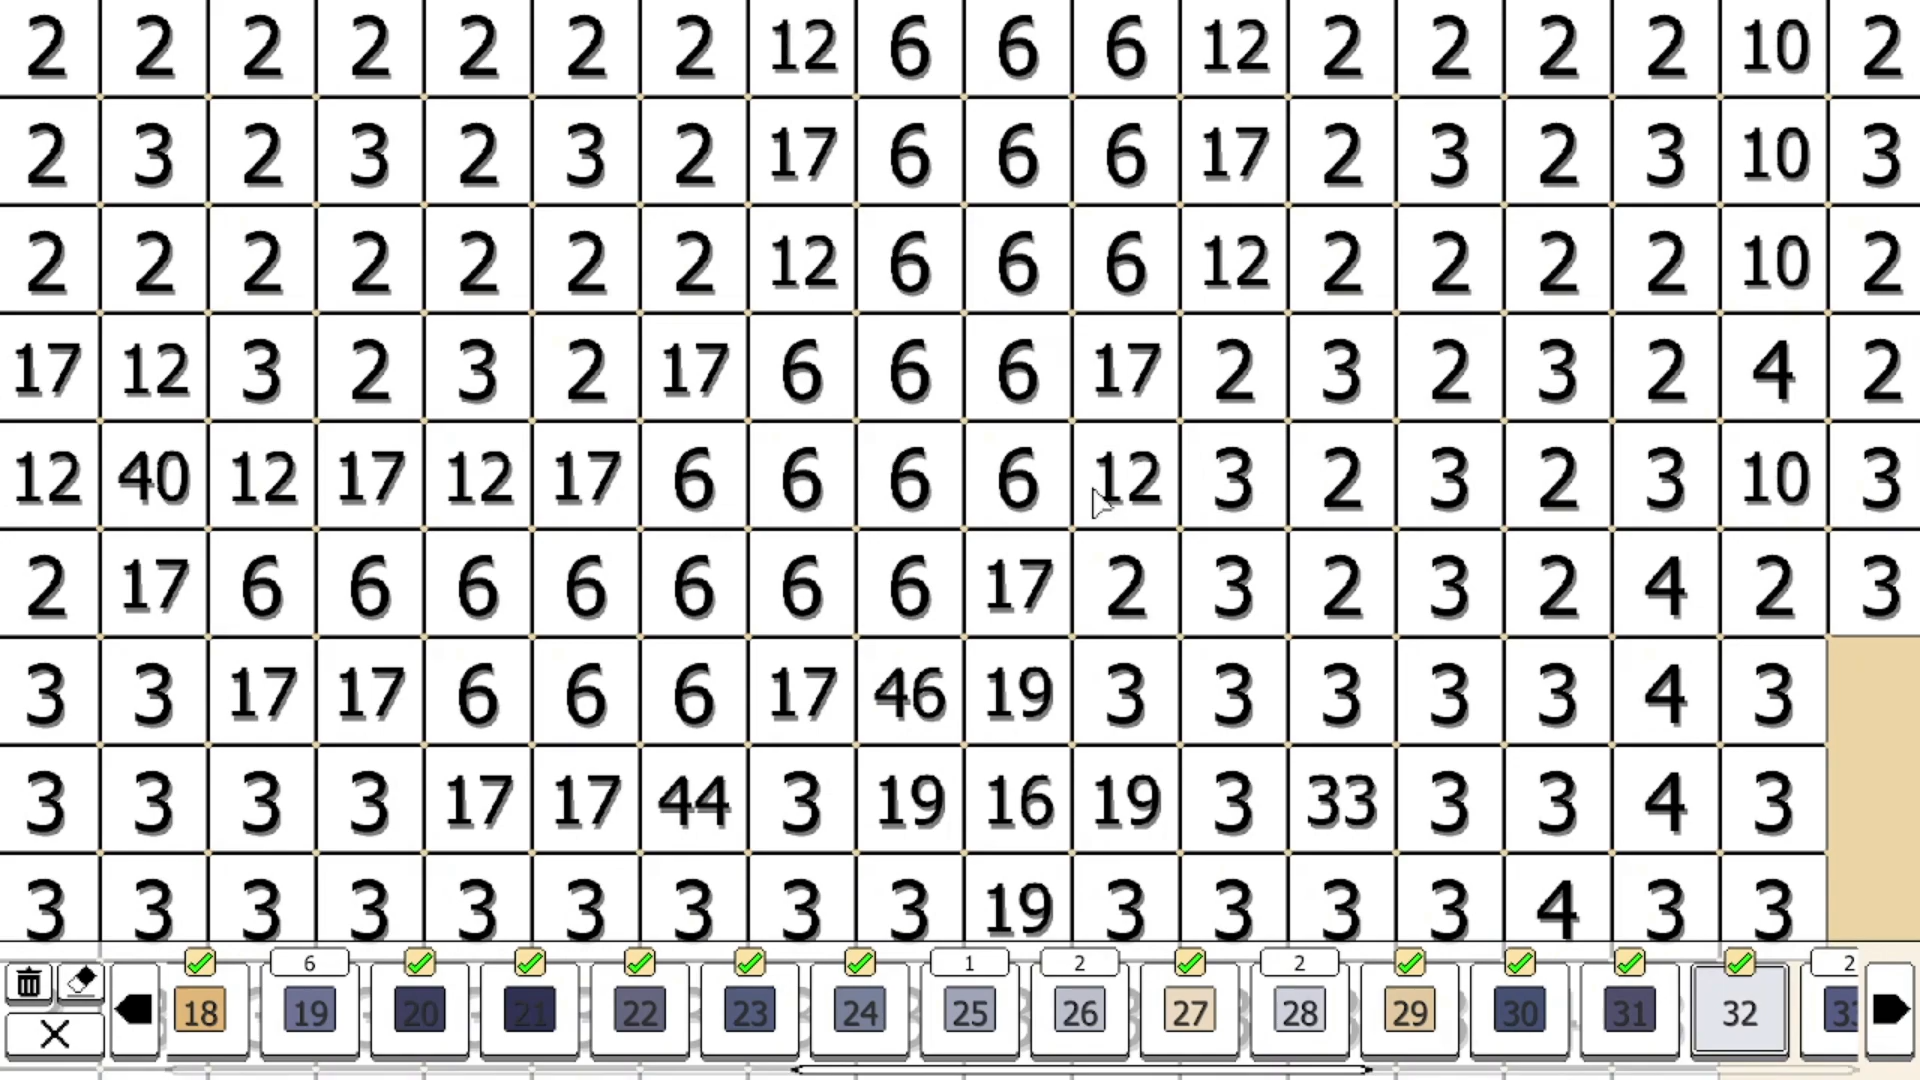 2 2 2 2 2 2 2 12 6 6 6 12 2 2 2 2 10 2
2 3 2 3 2 3 2 17 6 6 6 17 2 3 2 3 10 3
2 2 2 2 2 2 2 12 6 6 6 12 2 2 2 2 10 2
17 12 3 2 3 2 17 6 6 6 17 2 3 2 3 2 4 2
12 40 12 17 12 17 6 6 6 6 12 3 2 3 2 3 10 3
2 17 6 6 6 6 6 6 6 17 2 3 2 3 2 4 2 3
3 3 17 17 6 6 6 17 46 19 3 3 3 3 3 4 3
3 3 3 3 17 17 44 3 19 16 19 3 33 3 3 4 3
3 3 3 3 3 3 3 3 3 19 3 3 3 3 4 3 3
6 1 2 2 2
18 19 20 21 22 23 24 25 26 27 28 29 30 31 32